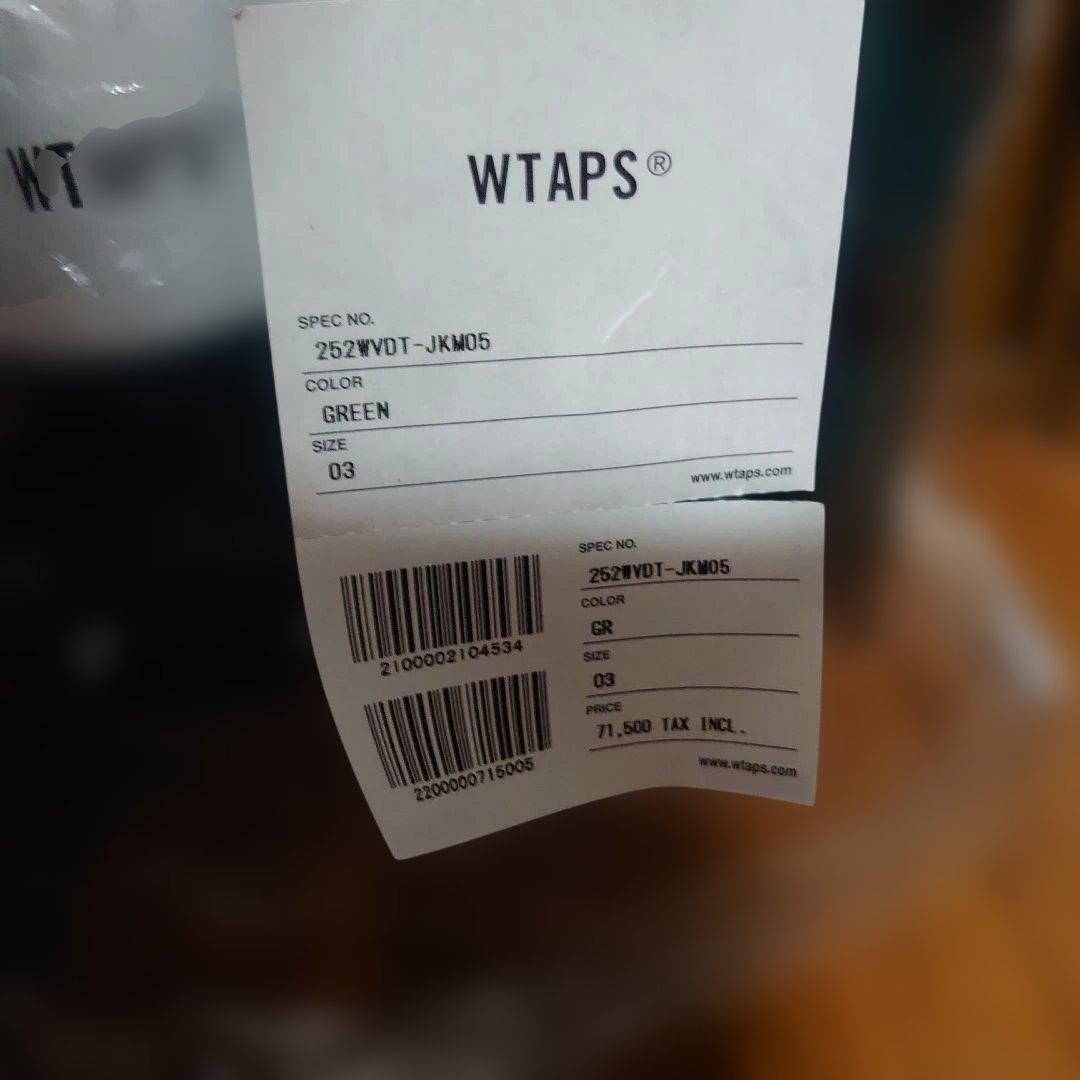 WT
WTAPS®
SPEC NO.
252WVDT-JKM05
COLOR
GREEN
SIZE
03
www.wtaps.com
2100002104534
2200000715005
SPEC NO.
252WVDT-JKM05
COLOR
GR
SIZE
03
PRICE
71,500 TAX INCL.
www.wtaps.com